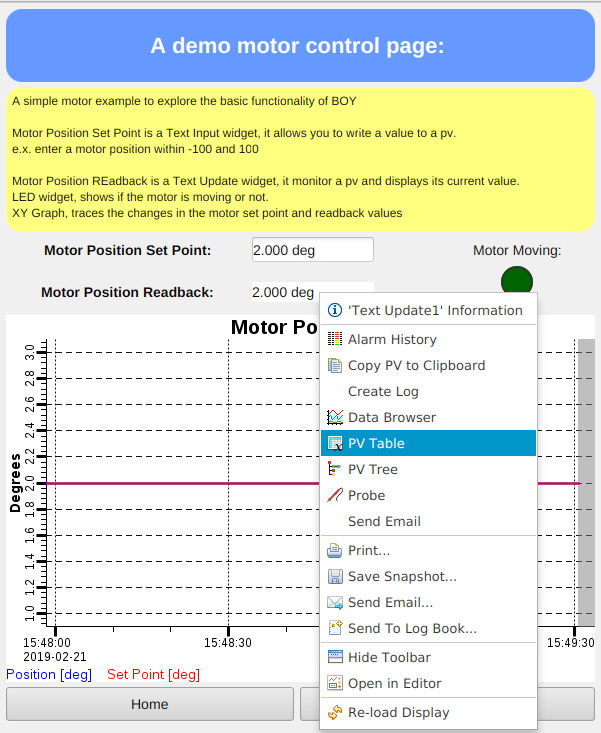 A demo motor control page:
A simple motor example to explore the basic functionality of BOY
Motor Position Set Point is a Text Input widget, it allows you to write a value to a pv.
e.x. enter a motor position within -100 and 100
Motor Position REadback is a Text Update widget, it monitor a pv and displays its current value.
LED widget, shows if the motor is moving or not.
XY Graph, traces the changes in the motor set point and readback values
Motor Position Set Point:
2.000 deg
Motor Moving:
Motor Position Readback:
2.000 deg
Motor Po
Degrees
3.0
2.8
2.6
2.4
2.2
2.0
1.8
1.6
1.4
1.2
1.0
15:48:00
2019-02-21
15:48:30
15:49:30
Position [deg]
Set Point [deg]
Home
'Text Update1' Information
Alarm History
Copy PV to Clipboard
Create Log
Data Browser
PV Table
PV Tree
Probe
Send Email
Print...
Save Snapshot...
Send Email...
Send To Log Book...
Hide Toolbar
Open in Editor
Re-load Display